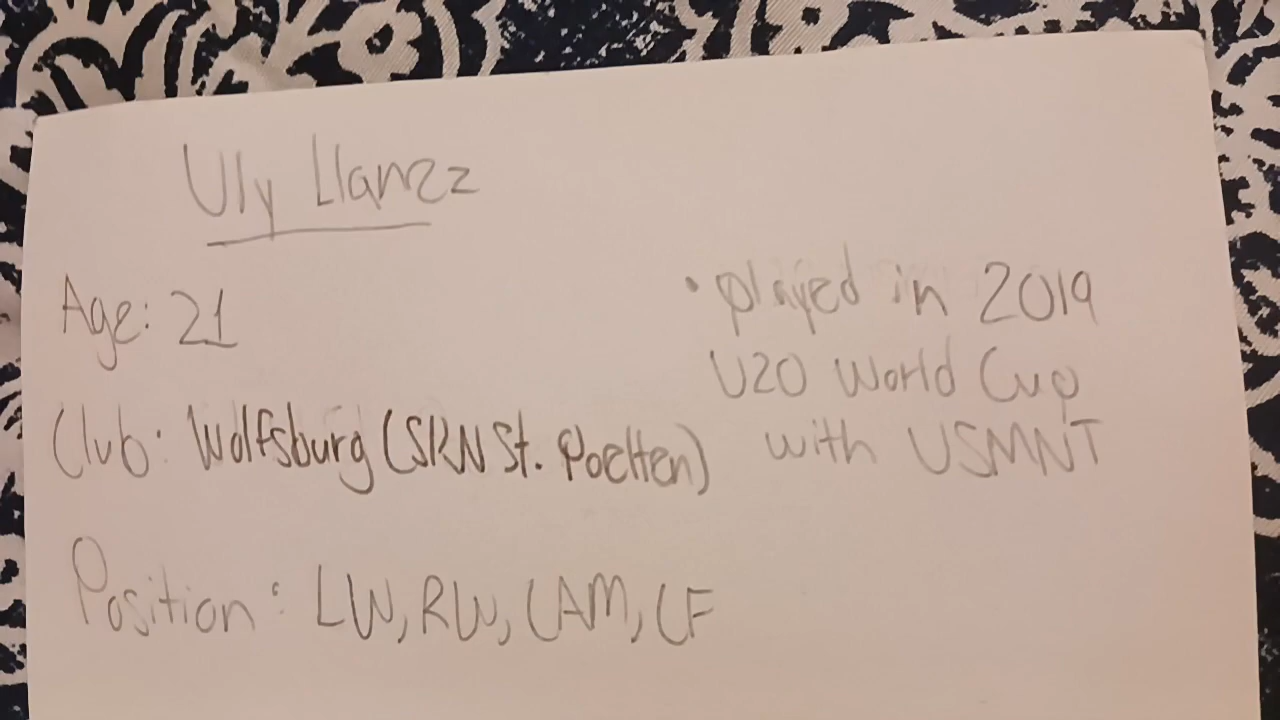 Uly Llanez
Age: 21
Club: Wolfsburg (SKN St. Poelten)
Position: LW, RW, CAM, CF
• played in 2019
U20 World Cup
with USMNT